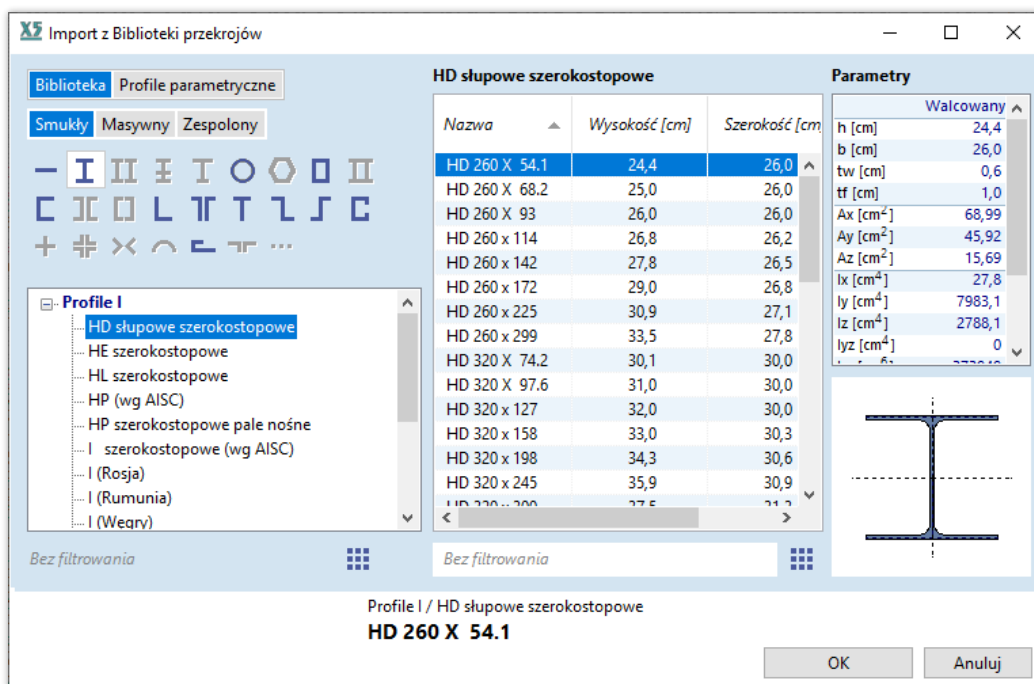 X5 Import z Biblioteki przekrojów
Biblioteka Profile parametryczne
Smukły Masywny Zespolony
Profile I
HD słupowe szerokostopowe
HE szerokostopowe
HL szerokostopowe
HP (wg AISC)
HP szerokostopowe pale nośne
I szerokostopowe (wg AISC)
I (Rosja)
I (Rumunia)
I (Węgry)
Bez filtrowania
HD słupowe szerokostopowe
Nazwa Wysokość [cm] Szerokość [cm
HD 260 X 54.1 24,4 26,0
HD 260 X 68.2 25,0 26,0
HD 260 X 93 26,0 26,0
HD 260 x 114 26,8 26,2
HD 260 x 142 27,8 26,5
HD 260 x 172 29,0 26,8
HD 260 x 225 30,9 27,1
HD 260 x 299 33,5 27,8
HD 320 X 74.2 30,1 30,0
HD 320 X 97.6 31,0 30,0
HD 320 x 127 32,0 30,0
HD 320 x 158 33,0 30,3
HD 320 x 198 34,3 30,6
HD 320 x 245 35,9 30,9
Bez filtrowania
Parametry
Walcowany
h [cm] 24,4
b [cm] 26,0
tw [cm] 0,6
tf [cm] 1,0
Ax [cm²] 68,99
Ay [cm²] 45,92
Az [cm²] 15,69
Ix [cm⁴] 27,8
Iy [cm⁴] 7983,1
Iz [cm⁴] 2788,1
Iyz [cm⁴] 0
Profile I / HD słupowe szerokostopowe
HD 260 X 54.1
OK Anuluj